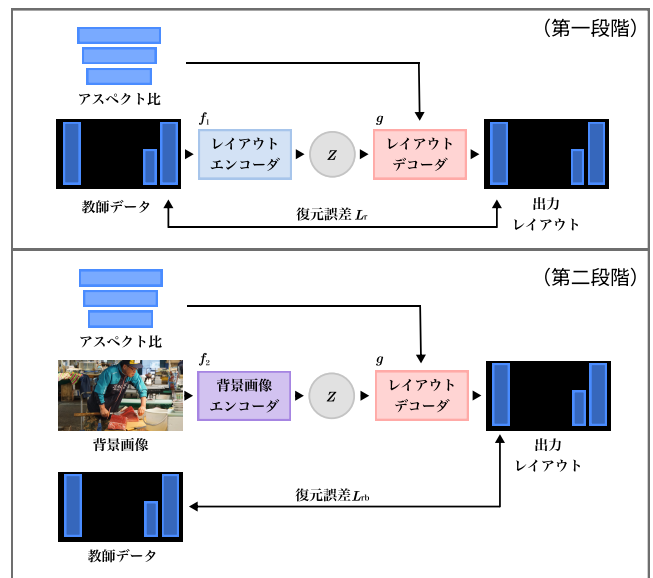 （第一段階）
アスペクト比
f₁
レイアウト
エンコーダ
z
g
レイアウト
デコーダ
教師データ
復元誤差 Lr
出力
レイアウト
（第二段階）
アスペクト比
f₂
背景画像
エンコーダ
z
g
レイアウト
デコーダ
背景画像
出力
レイアウト
復元誤差Lrb
教師データ